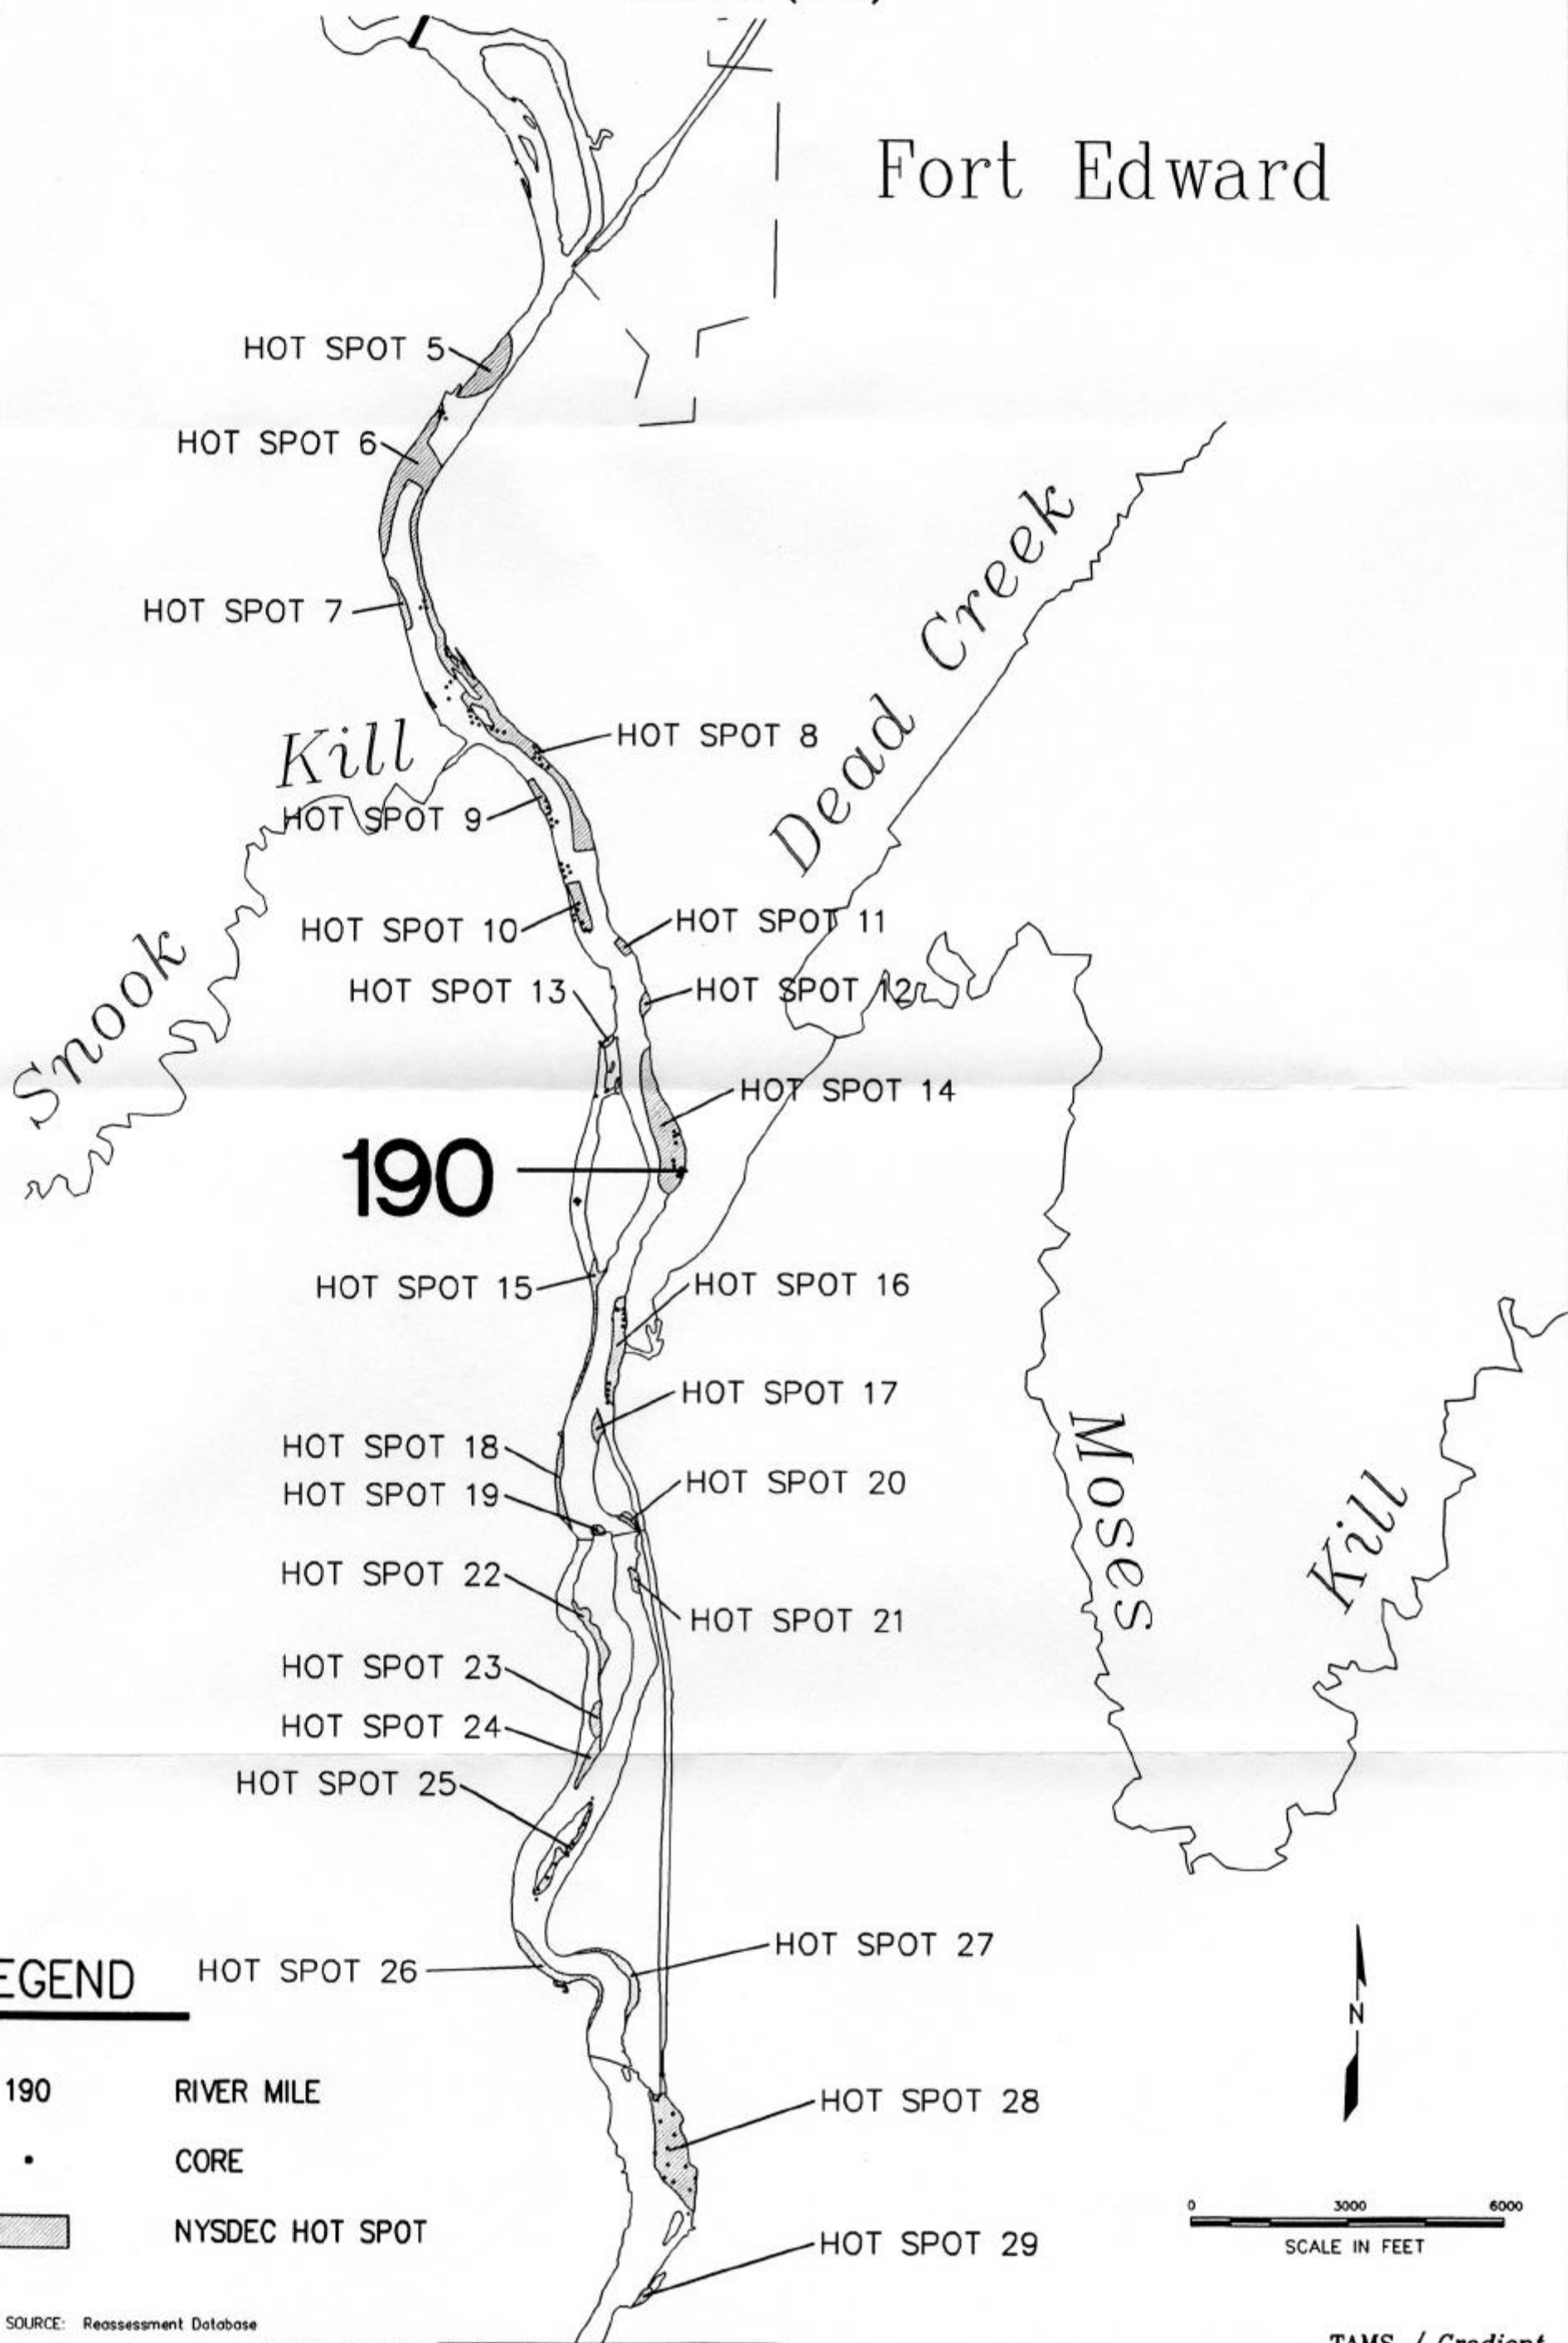 Fort Edward
HOT SPOT 5
HOT SPOT 6
Dead Creek
HOT SPOT 7
Snook Kill
HOT SPOT 8
HOT SPOT 9
HOT SPOT 10
HOT SPOT 11
HOT SPOT 13
HOT SPOT 12
HOT SPOT 14
190
HOT SPOT 15
HOT SPOT 16
HOT SPOT 17
Moses Kill
HOT SPOT 18
HOT SPOT 20
HOT SPOT 19
HOT SPOT 22
HOT SPOT 21
HOT SPOT 23
HOT SPOT 24
HOT SPOT 25
HOT SPOT 27
HOT SPOT 26
EGEND
N
190 RIVER MILE
HOT SPOT 28
CORE
NYSDEC HOT SPOT
0 3000 6000
SCALE IN FEET
HOT SPOT 29
SOURCE: Reassessment Database
TAMS / Gradient